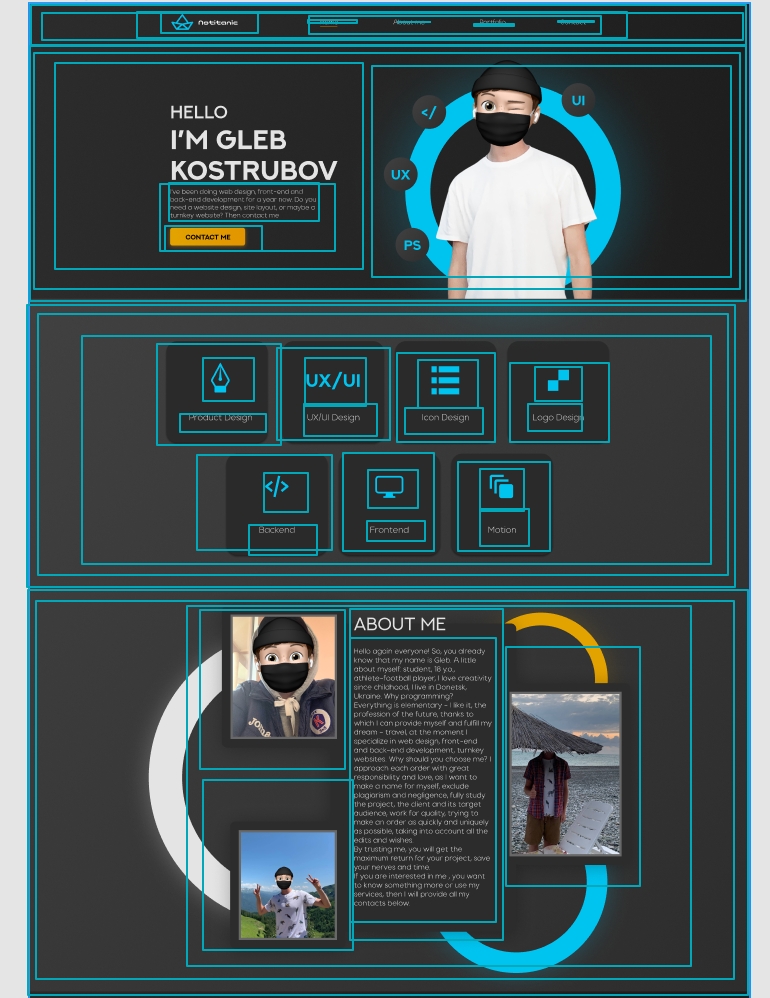 Notitanic
About me
Portfolio
HELLO
I'M GLEB
KOSTRUBOV
I've been doing web design, front-end and
back-end development for a year now. Do you
need a website design, site layout, or maybe a
turnkey website? Then contact me
CONTACT ME
</>
UI
UX
PS
Product Design
UX/UI
UX/UI Design
Icon Design
Logo Design
</>
Backend
Frontend
Motion
ABOUT ME
Hello again everyone! So, you already
know that my name is Gleb. A little
about myself: student, 18 y.o.,
athlete-football player, I love creativity
since childhood, I live in Donetsk,
Ukraine. Why programming?
Everything is elementary - I like it, the
profession of the future, thanks to
which I can provide myself and fulfill my
dream - travel, at the moment I
specialize in web design, front-end
and back-end development, turnkey
websites. Why should you choose me? I
approach each order with great
responsibility and love, as I want to
make a name for myself, exclude
plagiarism and negligence, fully study
the project, the client and its target
audience, work for quality, trying to
make an order as quickly and uniquely
as possible, taking into account all the
edits and wishes.
By trusting me, you will get the
maximum return for your project, save
your nerves and time.
If you are interested in me , you want
to know something more or use my
services, then I will provide all my
contacts below